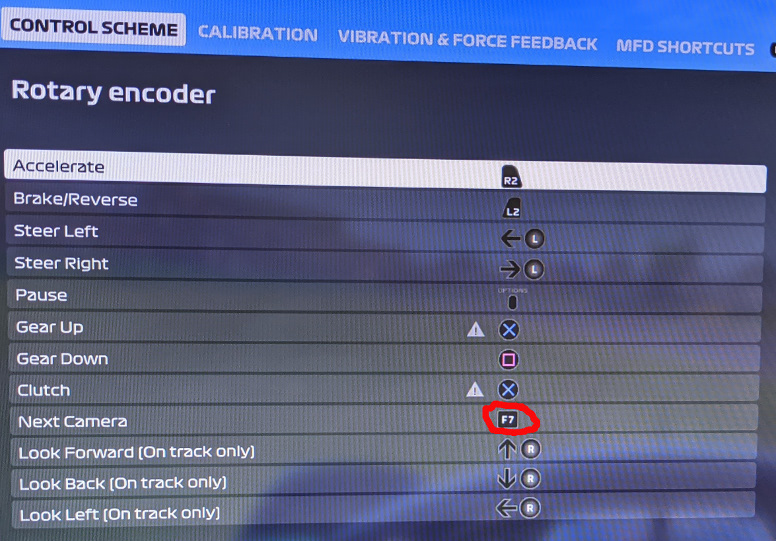 CONTROL SCHEME CALIBRATION VIBRATION & FORCE FEEDBACK MFD SHORTCUTS
Rotary encoder
Accelerate R2
Brake/Reverse L2
Steer Left L
Steer Right L
Pause OPTIONS
Gear Up
Gear Down
Clutch
Next Camera F7
Look Forward (On track only) R
Look Back (On track only) R
Look Left (On track only) R